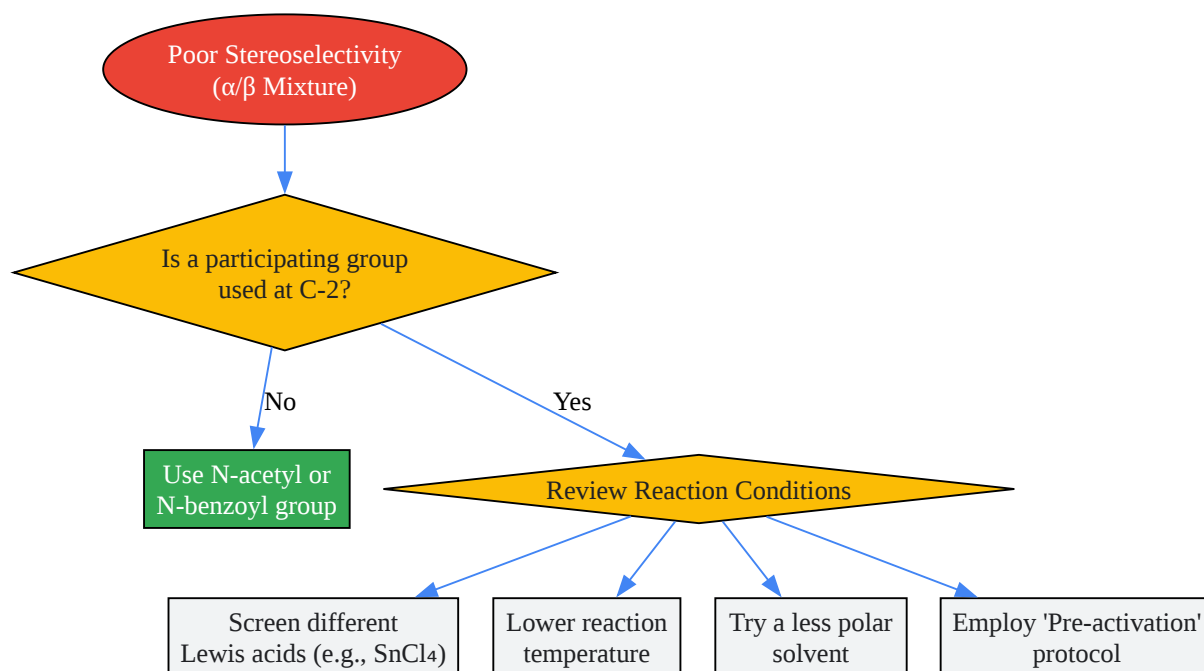 Poor Stereoselectivity
(α/β Mixture)
Is a participating group
used at C-2?
No
Yes
Use N-acetyl or
N-benzoyl group
Review Reaction Conditions
Screen different
Lewis acids (e.g., SnCl₄)
Lower reaction
temperature
Try a less polar
solvent
Employ 'Pre-activation'
protocol